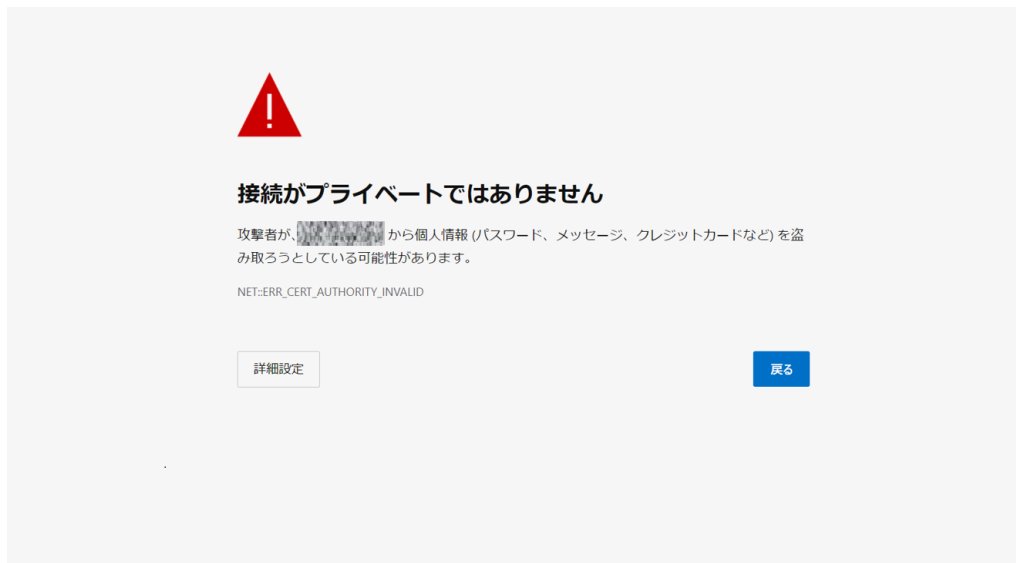 接続がプライベートではありません
攻撃者が、 から個人情報 (パスワード、メッセージ、クレジットカードなど) を盗
み取ろうとしている可能性があります。
NET::ERR_CERT_AUTHORITY_INVALID
詳細設定
戻る